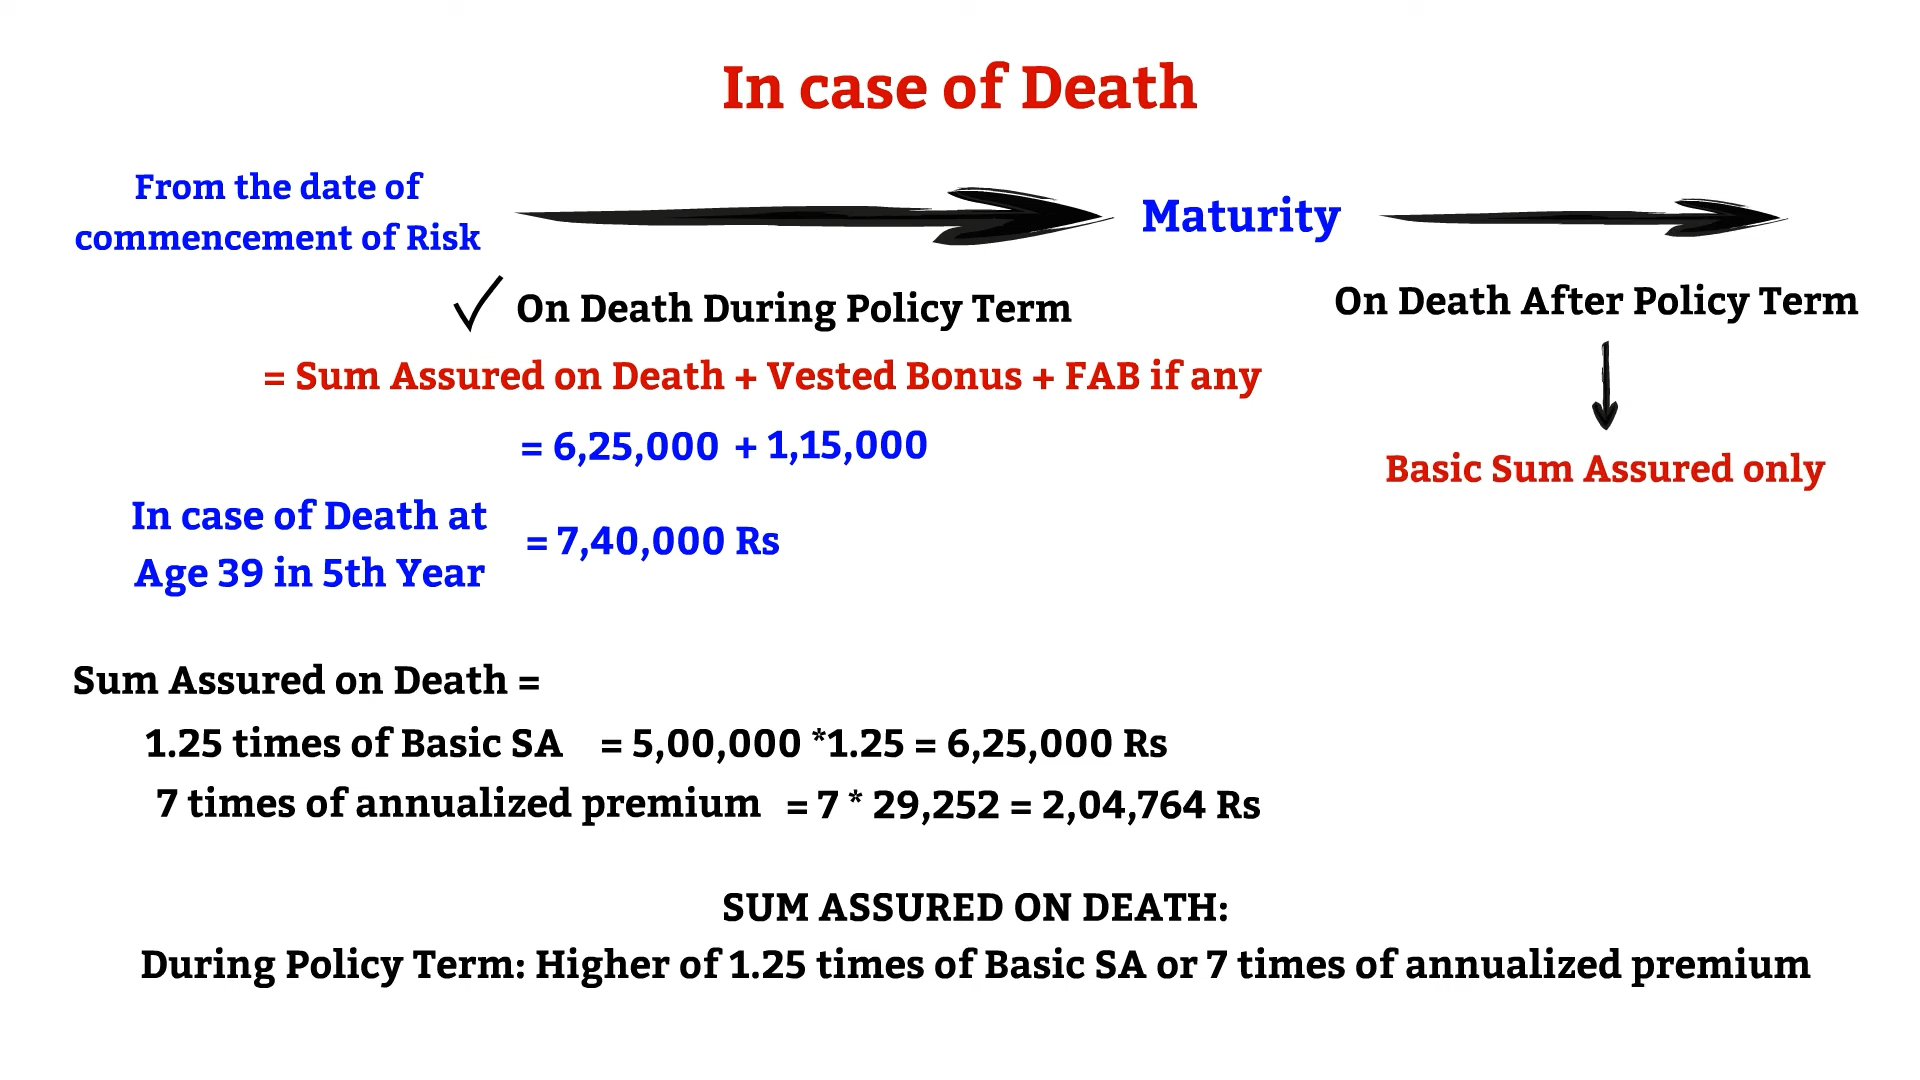 In case of Death
From the date of
commencement of Risk
Maturity
On Death During Policy Term
On Death After Policy Term
= Sum Assured on Death + Vested Bonus + FAB if any
= 6,25,000 + 1,15,000
Basic Sum Assured only
In case of Death at
Age 39 in 5th Year
= 7,40,000 Rs
Sum Assured on Death =
1.25 times of Basic SA = 5,00,000 *1.25 = 6,25,000 Rs
7 times of annualized premium = 7 * 29,252 = 2,04,764 Rs
SUM ASSURED ON DEATH:
During Policy Term: Higher of 1.25 times of Basic SA or 7 times of annualized premium